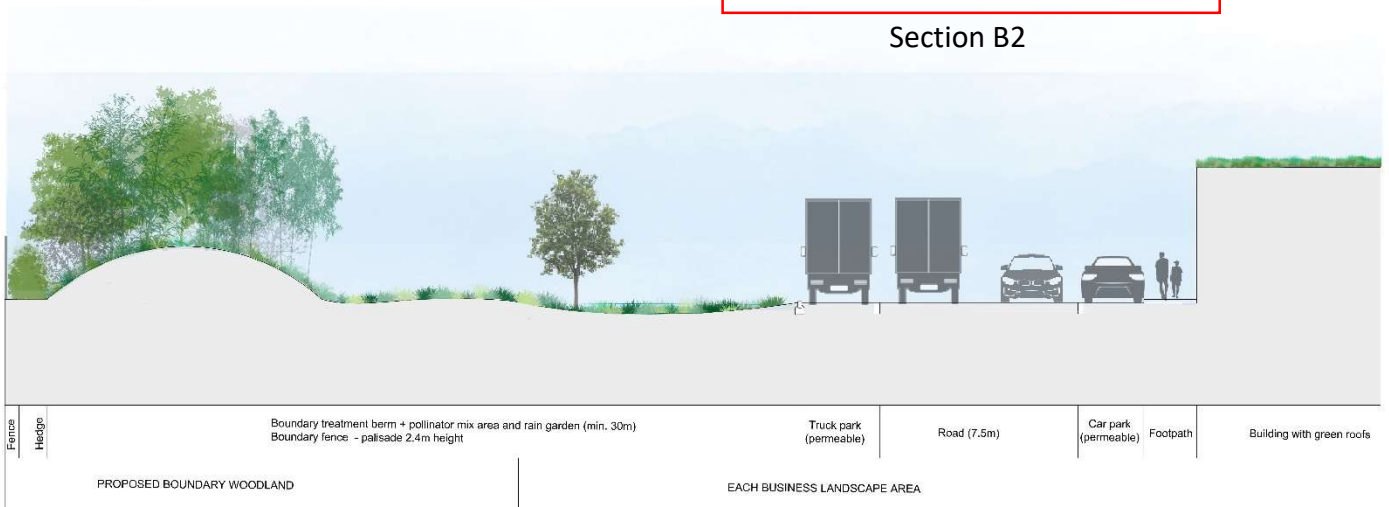 Section B2
Fence
Hedge
Boundary treatment berm + pollinator mix area and rain garden (min. 30m)
Boundary fence - palisade 2.4m height
Truck park
(permeable)
Road (7.5m)
Car park
(permeable)
Footpath
Building with green roofs
PROPOSED BOUNDARY WOODLAND
EACH BUSINESS LANDSCAPE AREA